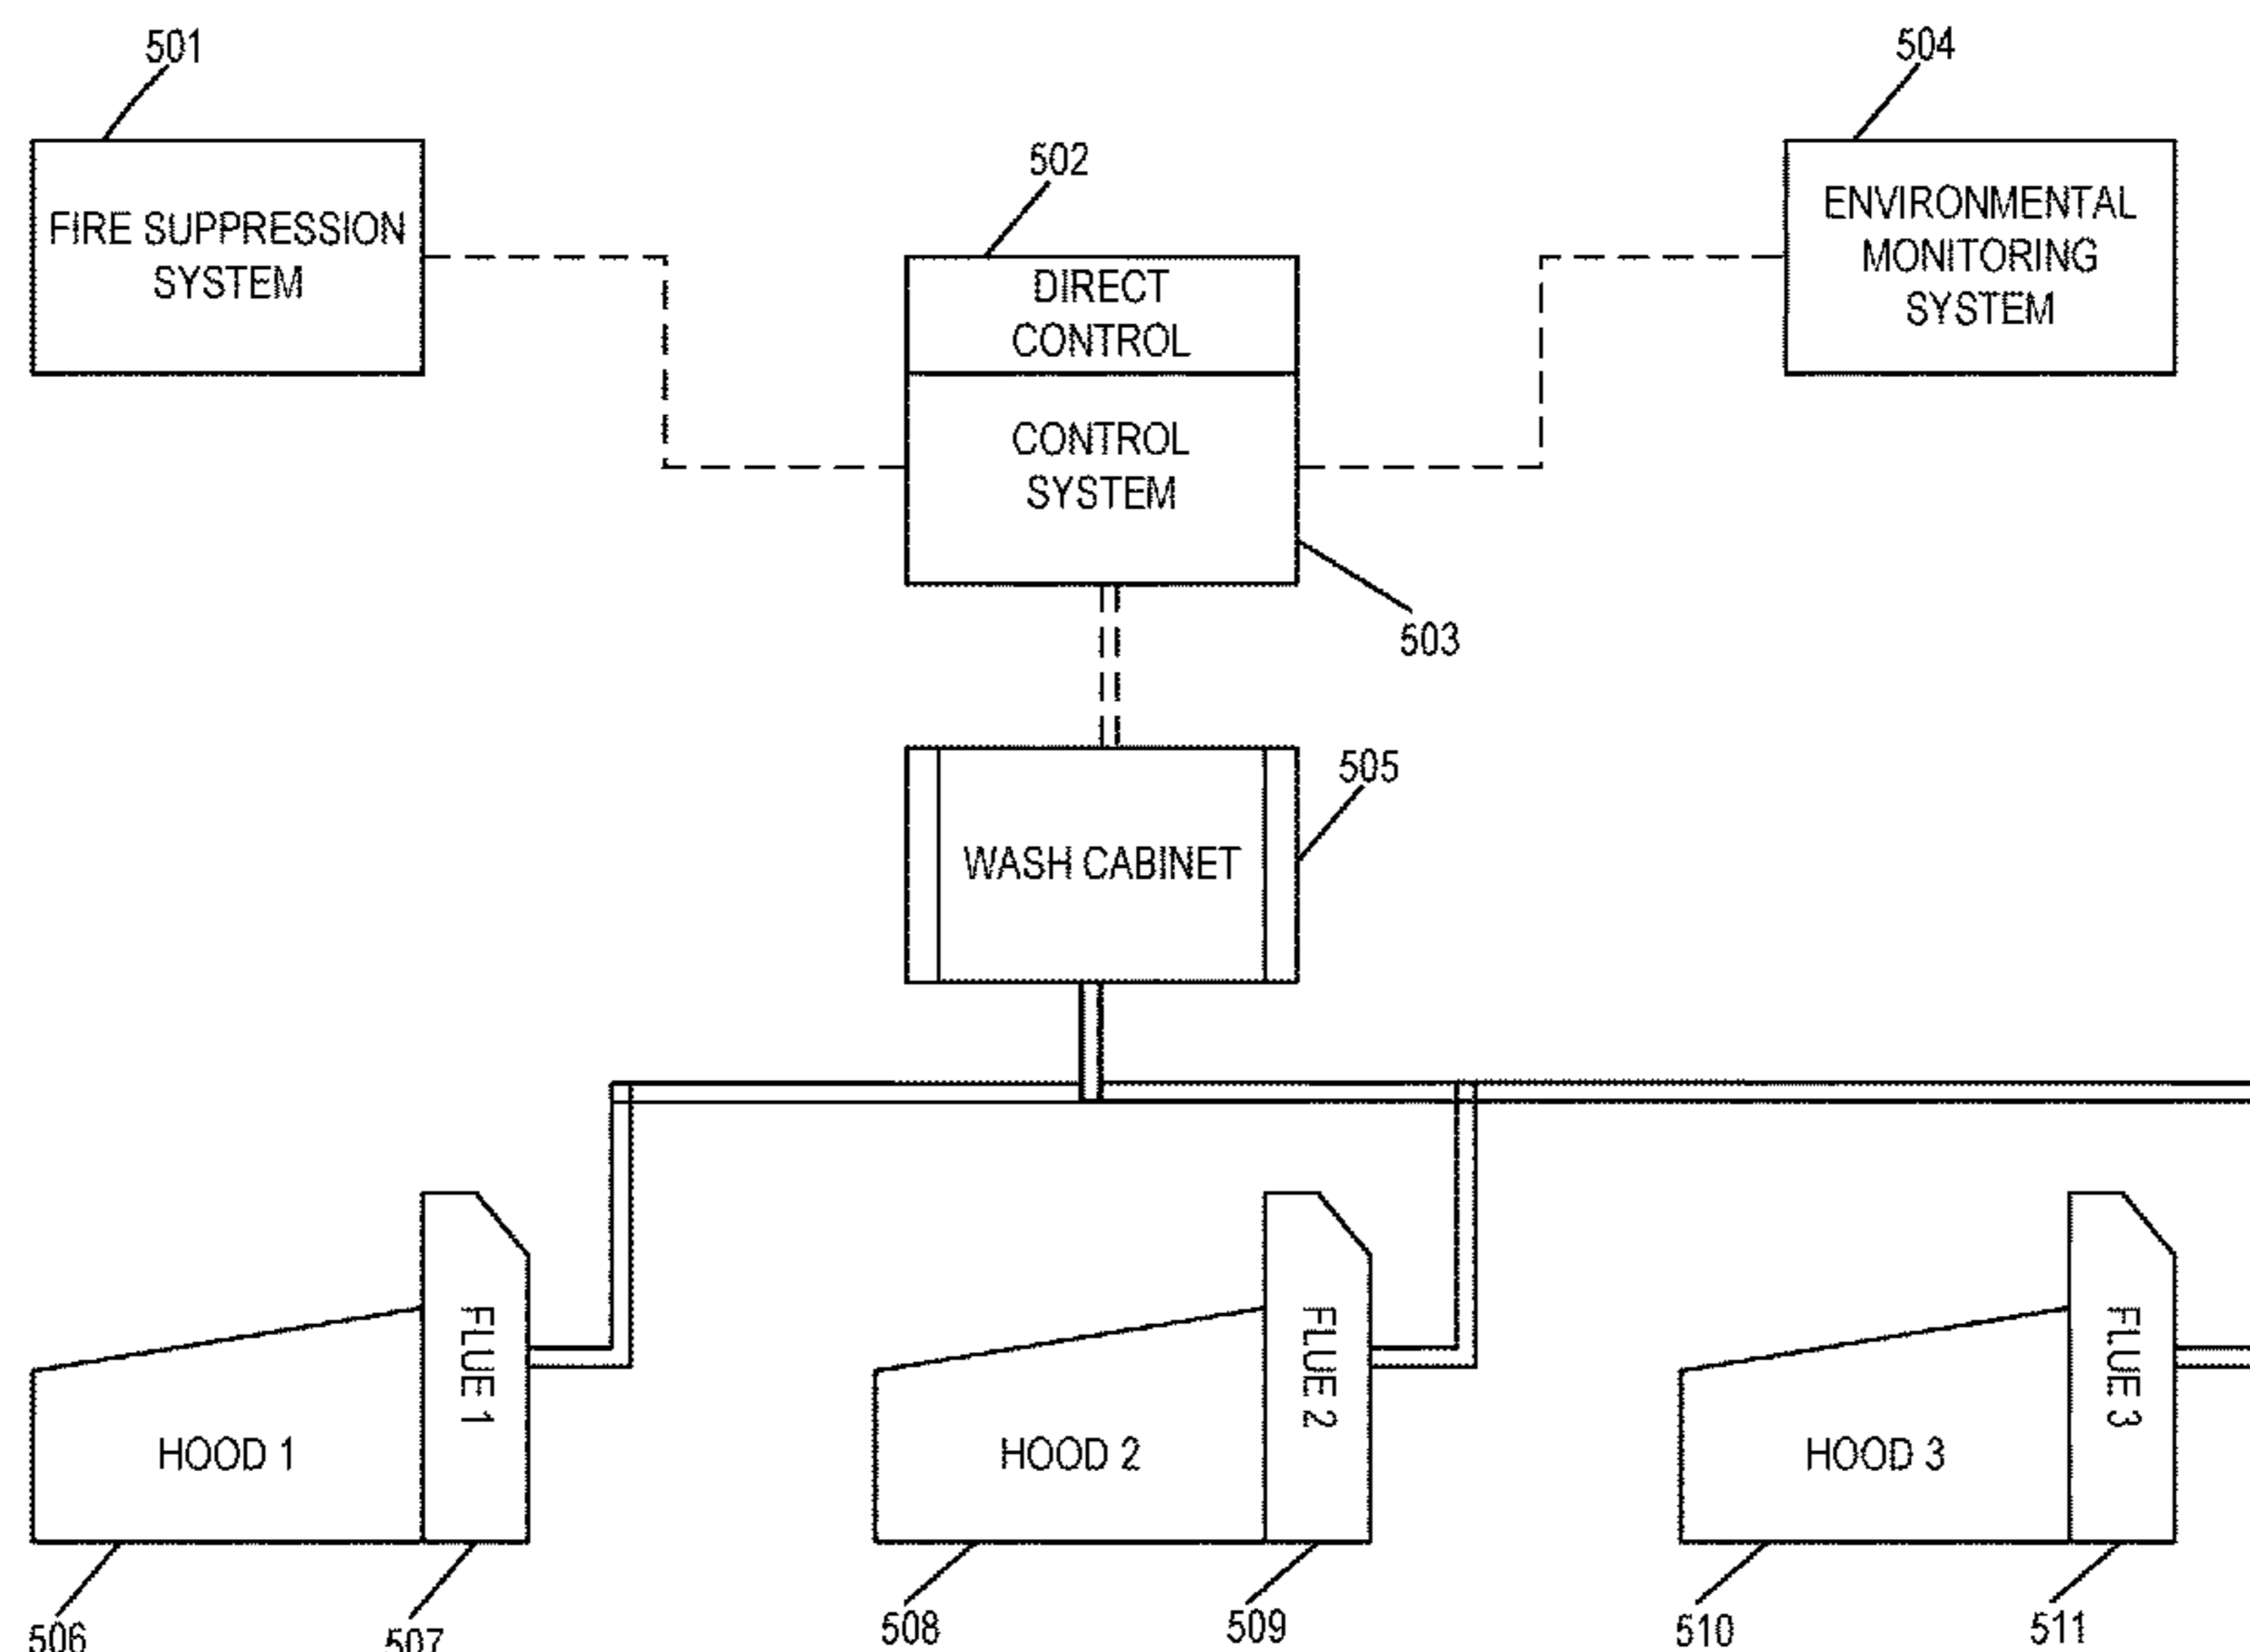 501
504
502
FIRE SUPPRESSION
SYSTEM
DIRECT
CONTROL
ENVIRONMENTAL
MONITORING
SYSTEM
CONTROL
SYSTEM
503
505
WASH CABINET
FLUE 1
FLUE 2
FLUE 3
HOOD 1
HOOD 2
HOOD 3
506
507
508
509
510
511